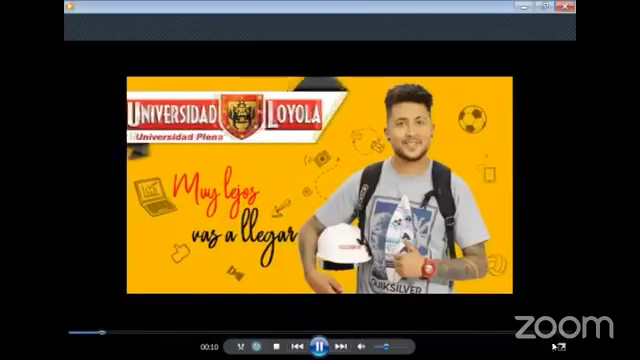 UNIVERSIDAD LOYOLA
Universidad Plena
Muy lejos
vas a llegar
QUIKSILVER
00:10
zoom